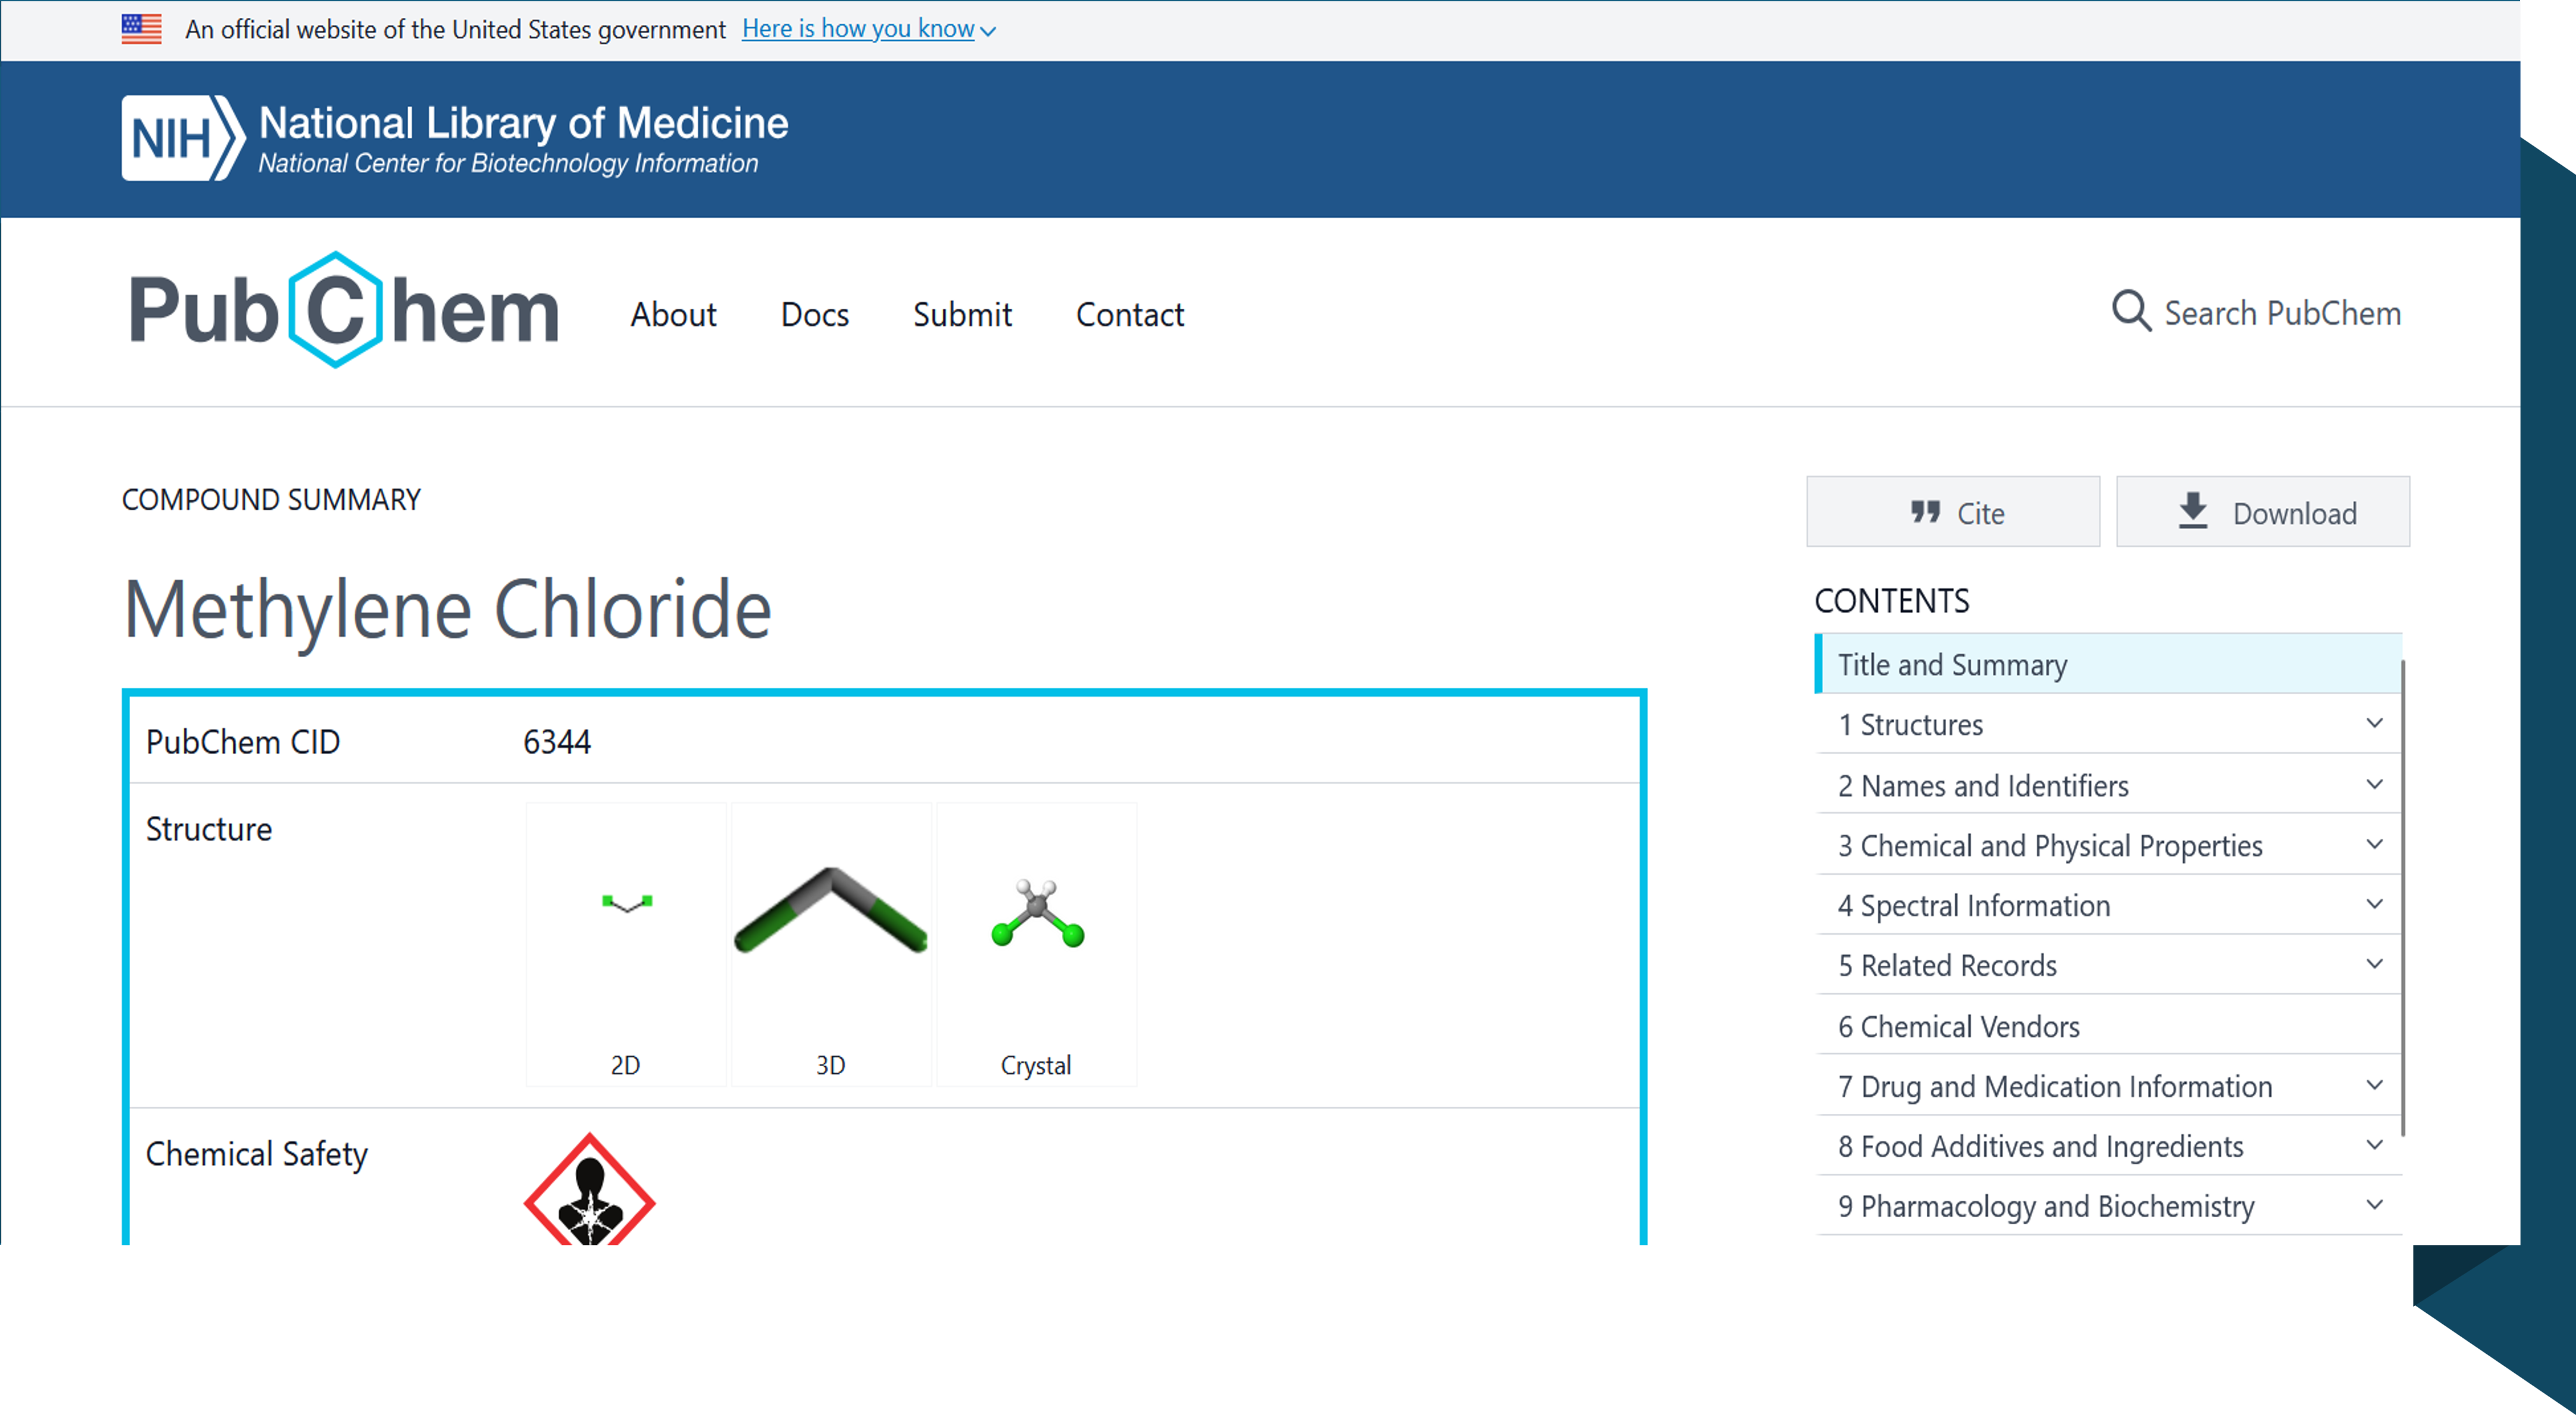 An official website of the United States government Here is how you know
NIH National Library of Medicine
National Center for Biotechnology Information
PubChem About Docs Submit Contact Search PubChem
COMPOUND SUMMARY
Methylene Chloride
PubChem CID 6344
Structure
2D 3D Crystal
Chemical Safety
Cite Download
CONTENTS
Title and Summary
1 Structures
2 Names and Identifiers
3 Chemical and Physical Properties
4 Spectral Information
5 Related Records
6 Chemical Vendors
7 Drug and Medication Information
8 Food Additives and Ingredients
9 Pharmacology and Biochemistry